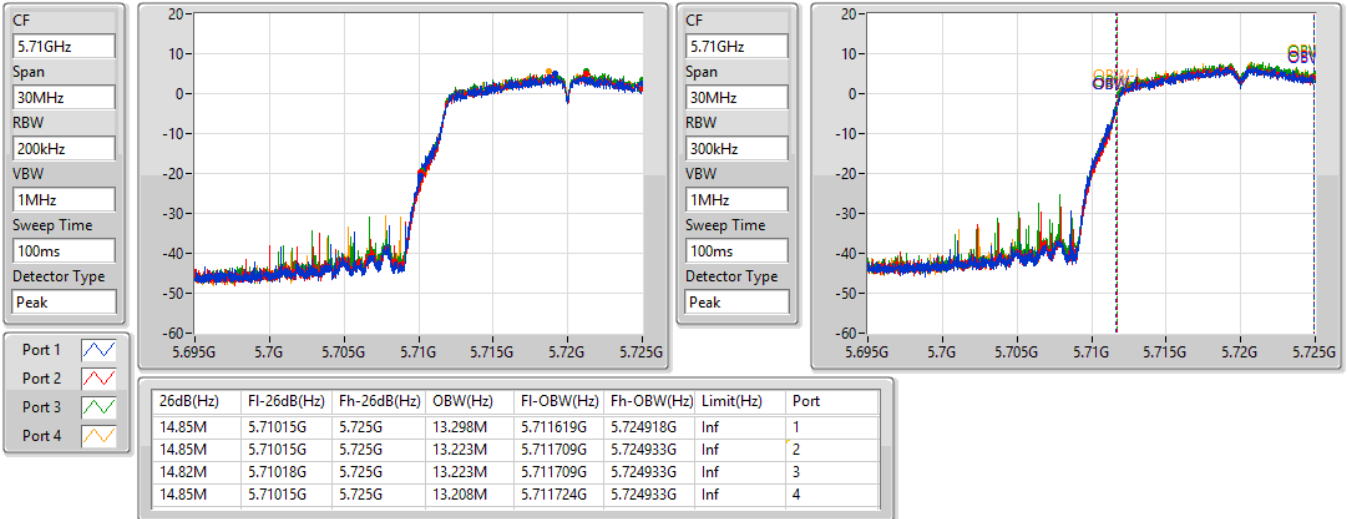 CF
5.71GHz
Span
30MHz
RBW
200kHz
VBW
1MHz
Sweep Time
100ms
Detector Type
Peak
20
10
0
-10
-20
-30
-40
-50
-60
5.695G 5.7G 5.705G 5.71G 5.715G 5.72G 5.725G
CF
5.71GHz
Span
30MHz
RBW
300kHz
VBW
1MHz
Sweep Time
100ms
Detector Type
Peak
20
10
0
-10
-20
-30
-40
-50
-60
5.695G 5.7G 5.705G 5.71G 5.715G 5.72G 5.725G
Port 1
Port 2
Port 3
Port 4
26dB(Hz) Fl-26dB(Hz) Fh-26dB(Hz) OBW(Hz) Fl-OBW(Hz) Fh-OBW(Hz) Limit(Hz) Port
14.85M 5.71015G 5.725G 13.298M 5.711619G 5.724918G Inf 1
14.85M 5.71015G 5.725G 13.223M 5.711709G 5.724933G Inf 2
14.82M 5.71018G 5.725G 13.223M 5.711709G 5.724933G Inf 3
14.85M 5.71015G 5.725G 13.208M 5.711724G 5.724933G Inf 4